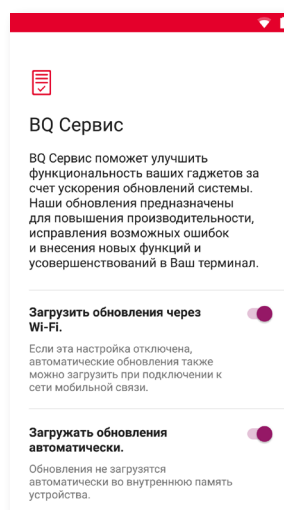 BQ Сервис
BQ Сервис поможет улучшить
функциональность ваших гаджетов за
счет ускорения обновлений системы.
Наши обновления предназначены
для повышения производительности,
исправления возможных ошибок
и внесения новых функций и
усовершенствований в Ваш терминал.
Загрузить обновления через
Wi-Fi.
Если эта настройка отключена,
автоматические обновления также
можно загрузить при подключении к
сети мобильной связи.
Загружать обновления
автоматически.
Обновления не загрузятся
автоматически во внутреннюю память
устройства.